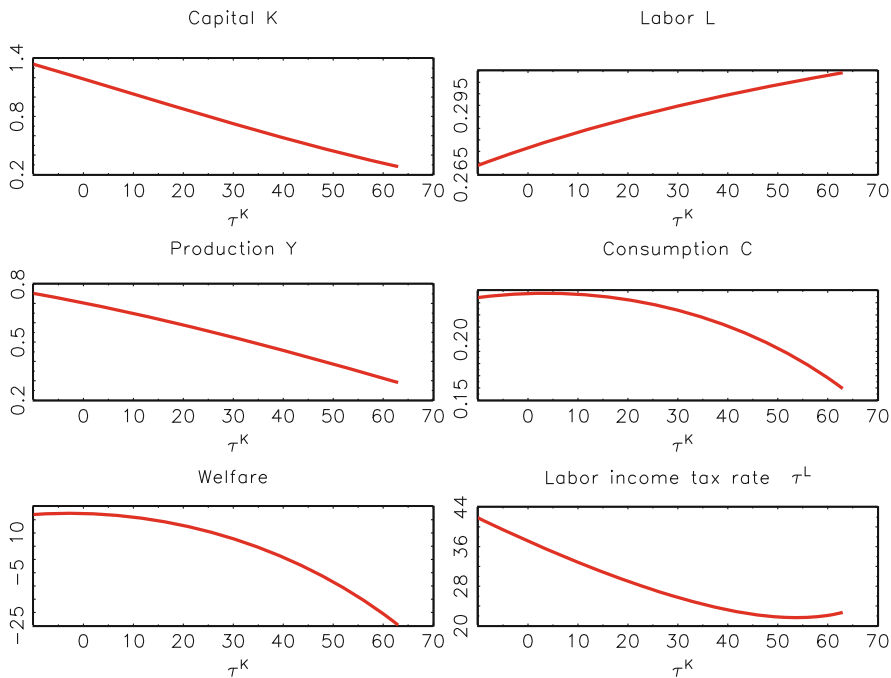 Capital K
Labor L
1.4
0.8
0.2
0 10 20 30 40 50 60 70
τᴷ
0.295
0.265
0 10 20 30 40 50 60 70
τᴷ
Production Y
Consumption C
0.8
0.5
0.2
0 10 20 30 40 50 60 70
τᴷ
0.20
0.15
0 10 20 30 40 50 60 70
τᴷ
Welfare
Labor income tax rate τᴸ
10
-5
-25
0 10 20 30 40 50 60 70
τᴷ
44
36
28
20
0 10 20 30 40 50 60 70
τᴷ